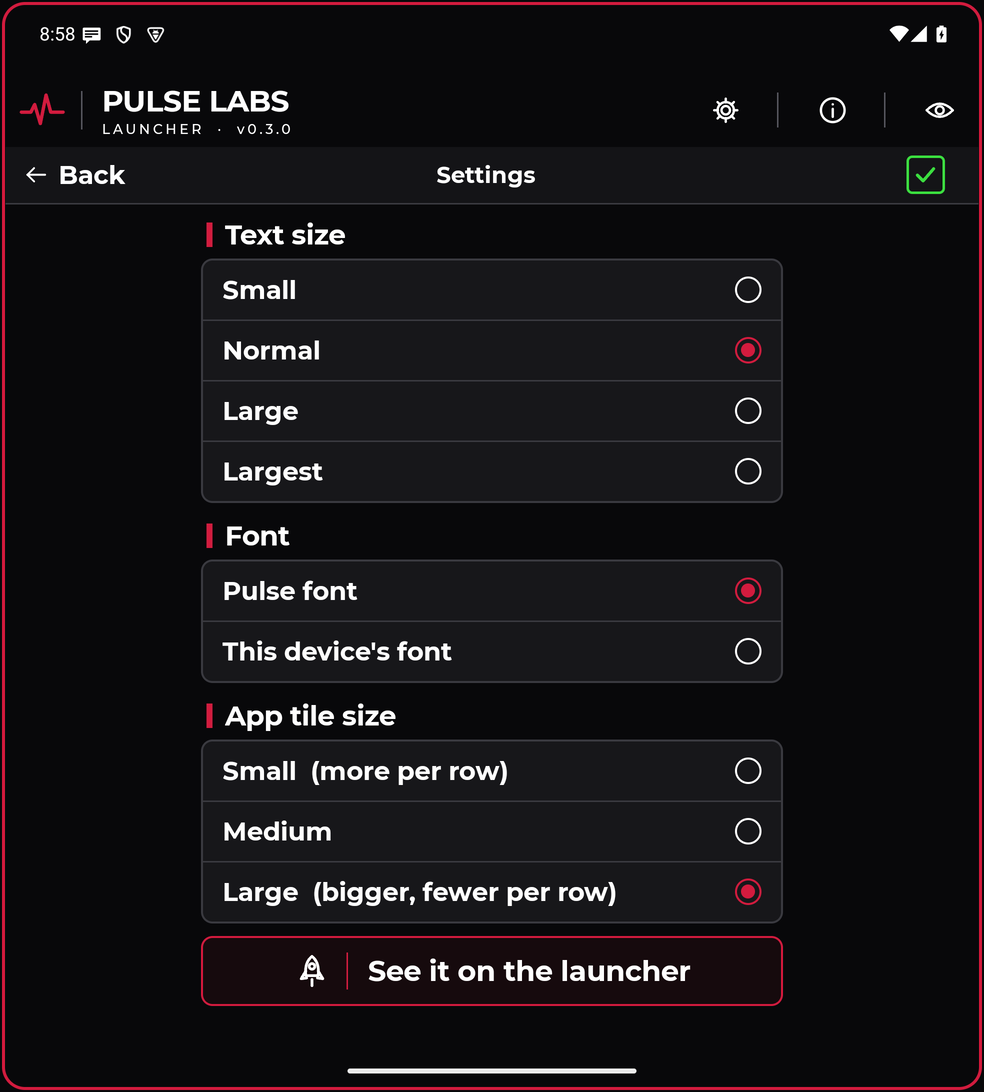 8:58
PULSE LABS
LAUNCHER · v0.3.0
Back
Settings
Text size
Small
Normal
Large
Largest
Font
Pulse font
This device's font
App tile size
Small (more per row)
Medium
Large (bigger, fewer per row)
See it on the launcher